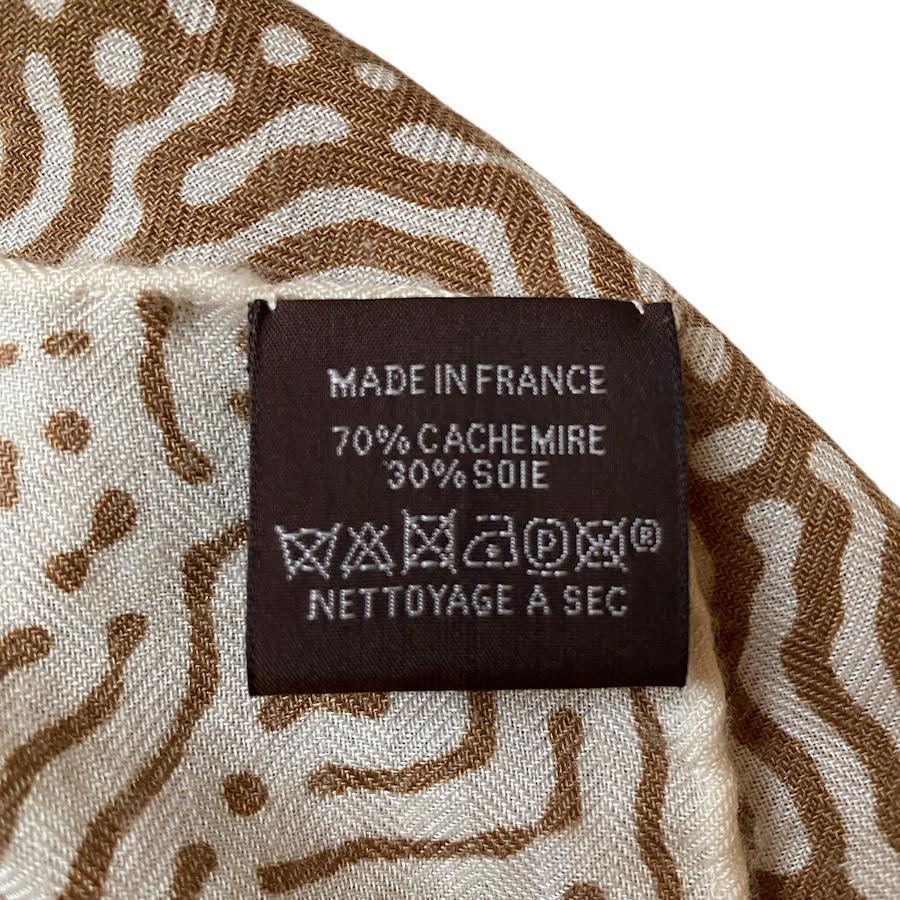 MADE IN FRANCE
70% CACHEMIRE
30% SOIE
P ®
NETTOYAGE A SEC